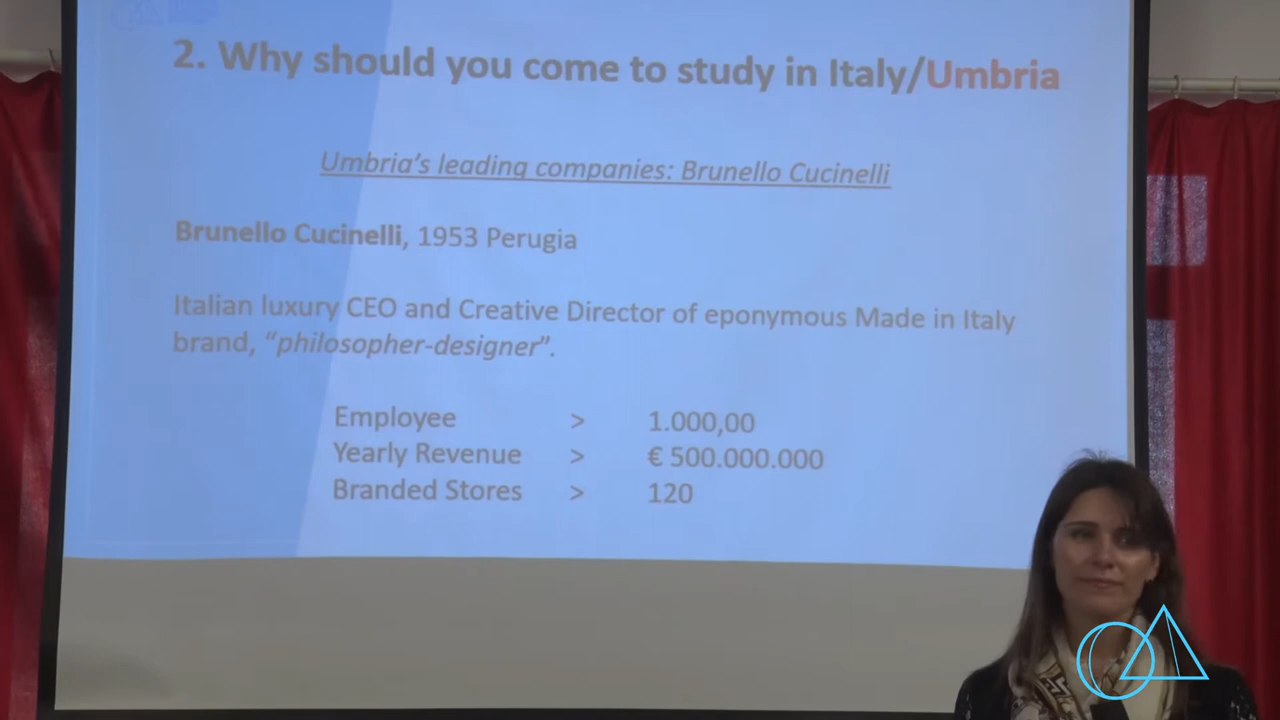 2. Why should you come to study in Italy/Umbria
Umbria's leading companies: Brunello Cucinelli
Brunello Cucinelli, 1953 Perugia
Italian luxury CEO and Creative Director of eponymous Made in Italy
brand, “philosopher-designer”.
Employee > 1.000,00
Yearly Revenue > € 500.000.000
Branded Stores > 120